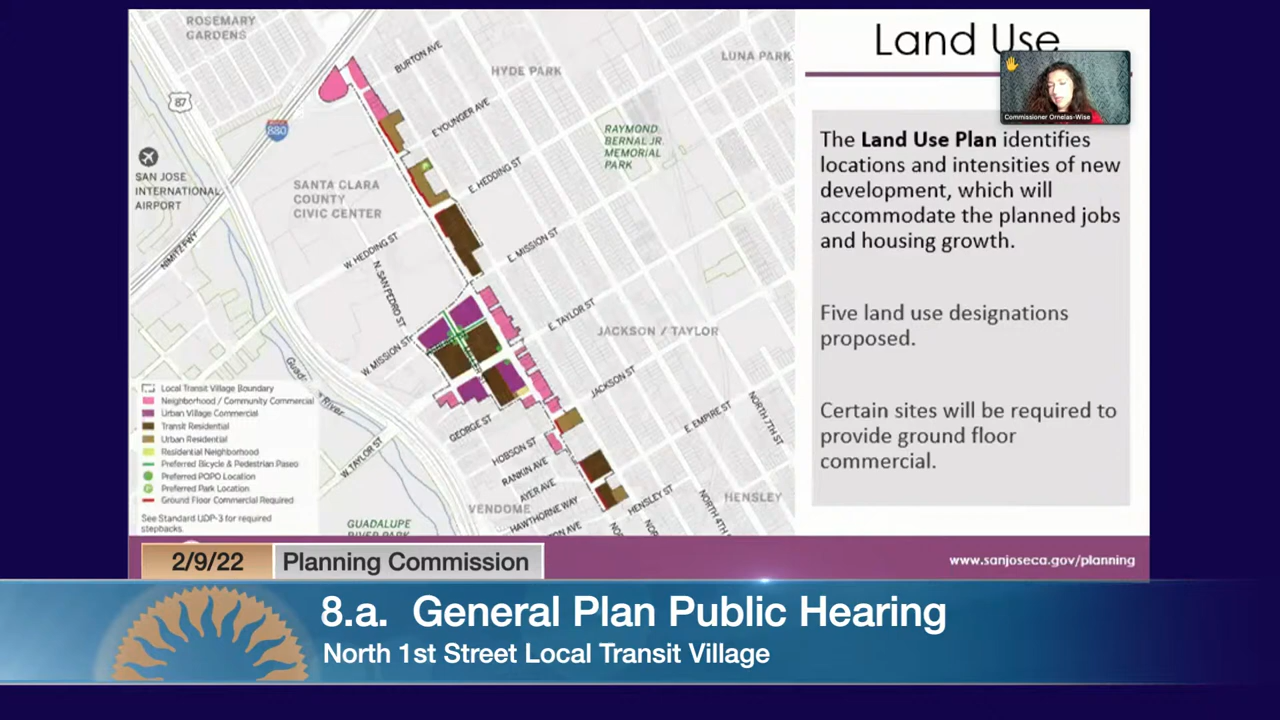 ROSEMARY
GARDENS
BURTON AVE
HYDE PARK
LUNA PARK
87
880
E YOUNGER AVE
RAYMOND
BERNAL JR.
MEMORIAL
PARK
SAN JOSE
INTERNATIONAL
AIRPORT
SANTA CLARA
COUNTY
CIVIC CENTER
E. HEDDING ST
NIMITZ FWY
W. HEDDING ST
E. MISSION ST
N. SAN PEDRO ST
E. TAYLOR ST
JACKSON / TAYLOR
W. MISSION ST
JACKSON ST
River
GEORGE ST
E. EMPIRE ST
NORTH 7TH ST
W. TAYLOR ST
HOBSON ST
RANKIN AVE
AYER AVE
HAWTHORNE WAY
HENSLEY ST
NORTH 4TH
HENSLEY
VENDOME
GUADALUPE
RIVER PARK
Local Transit Village Boundary
Neighborhood / Community Commercial
Urban Village Commercial
Transit Residential
Urban Residential
Residential Neighborhood
Preferred Bicycle & Pedestrian Paseo
Preferred POPO Location
Preferred Park Location
Ground Floor Commercial Required
See Standard UDP-3 for required
stepbacks.
Land Use
Commissioner Ornelas-Wise
The Land Use Plan identifies
locations and intensities of new
development, which will
accommodate the planned jobs
and housing growth.
Five land use designations
proposed.
Certain sites will be required to
provide ground floor
commercial.
www.sanjoseca.gov/planning
2/9/22
Planning Commission
8.a. General Plan Public Hearing
North 1st Street Local Transit Village